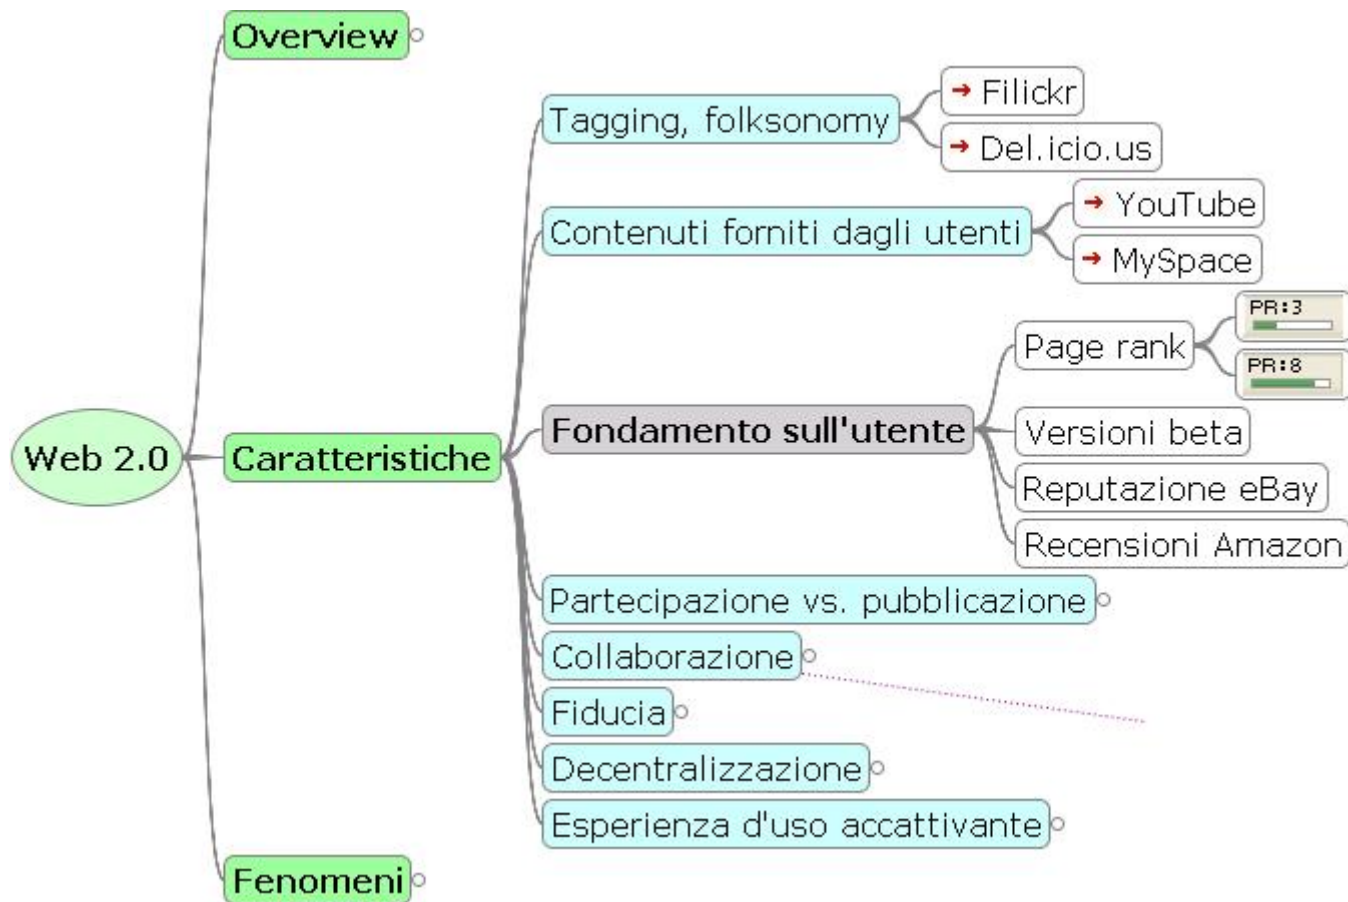 Web 2.0
Overview
Caratteristiche
Tagging, folksonomy
Filickr
Del.icio.us
Contenuti forniti dagli utenti
YouTube
MySpace
Fondamento sull'utente
Page rank
PR:3
PR:8
Versioni beta
Reputazione eBay
Recensioni Amazon
Partecipazione vs. pubblicazione
Collaborazione
Fiducia
Decentralizzazione
Esperienza d'uso accattivante
Fenomeni